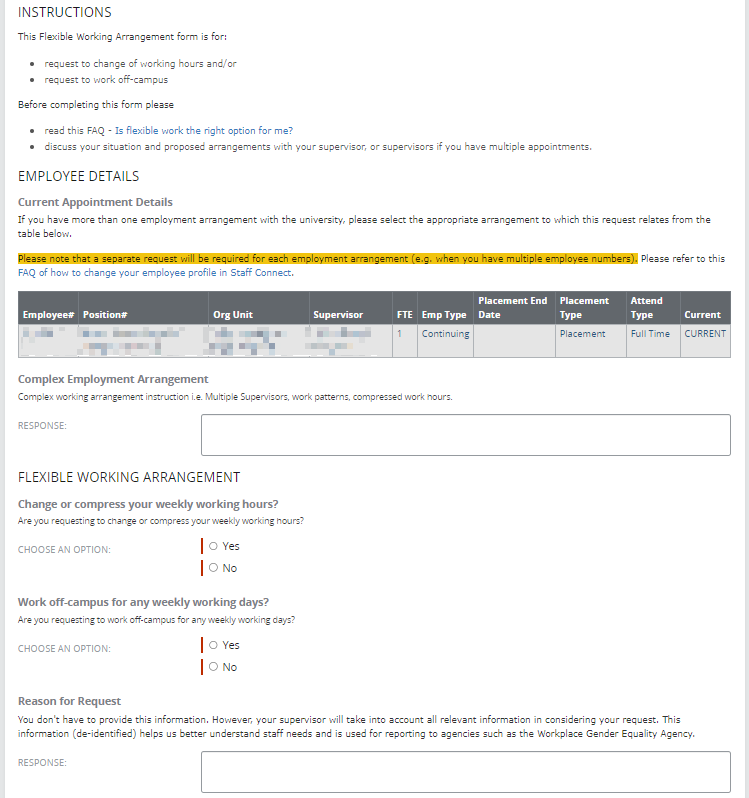 INSTRUCTIONS
This Flexible Working Arrangement form is for:
request to change of working hours and/or
request to work off-campus
Before completing this form please
read this FAQ - Is flexible work the right option for me?
discuss your situation and proposed arrangements with your supervisor, or supervisors if you have multiple appointments.
EMPLOYEE DETAILS
Current Appointment Details
If you have more than one employment arrangement with the university, please select the appropriate arrangement to which this request relates from the
table below.
Please note that a separate request will be required for each employment arrangement (e.g. when you have multiple employee numbers). Please refer to this
FAQ of how to change your employee profile in Staff Connect.
Employee# Position# Org Unit Supervisor FTE Emp Type Placement End Date Placement Type Attend Type Current
1 Continuing Placement Full Time CURRENT
Complex Employment Arrangement
Complex working arrangement instruction i.e. Multiple Supervisors, work patterns, compressed work hours.
RESPONSE:
FLEXIBLE WORKING ARRANGEMENT
Change or compress your weekly working hours?
Are you requesting to change or compress your weekly working hours?
CHOOSE AN OPTION: Yes
No
Work off-campus for any weekly working days?
Are you requesting to work off-campus for any weekly working days?
CHOOSE AN OPTION: Yes
No
Reason for Request
You don't have to provide this information. However, your supervisor will take into account all relevant information in considering your request. This
information (de-identified) helps us better understand staff needs and is used for reporting to agencies such as the Workplace Gender Equality Agency.
RESPONSE: